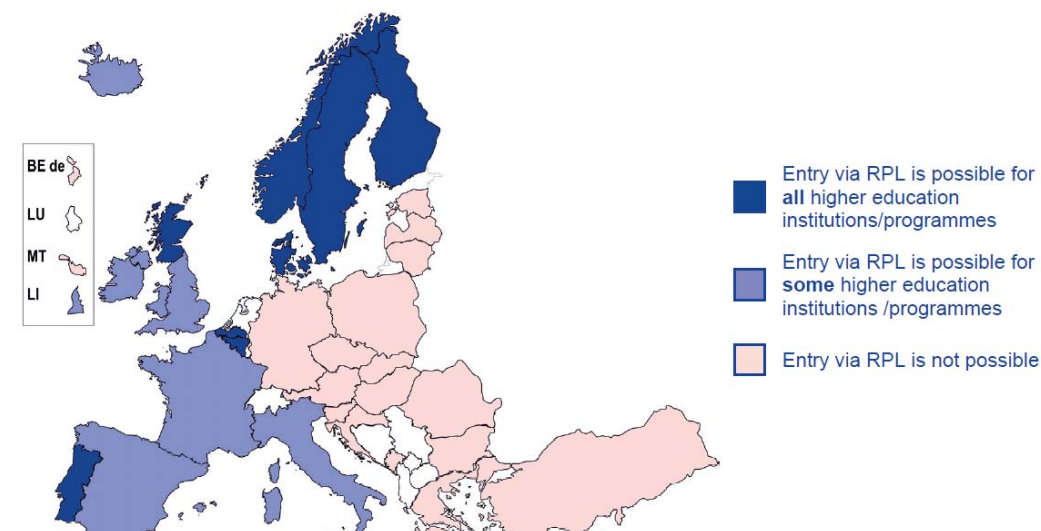 BE de
LU
MT
LI
Entry via RPL is possible for
all higher education
institutions/programmes
Entry via RPL is possible for
some higher education
institutions /programmes
Entry via RPL is not possible